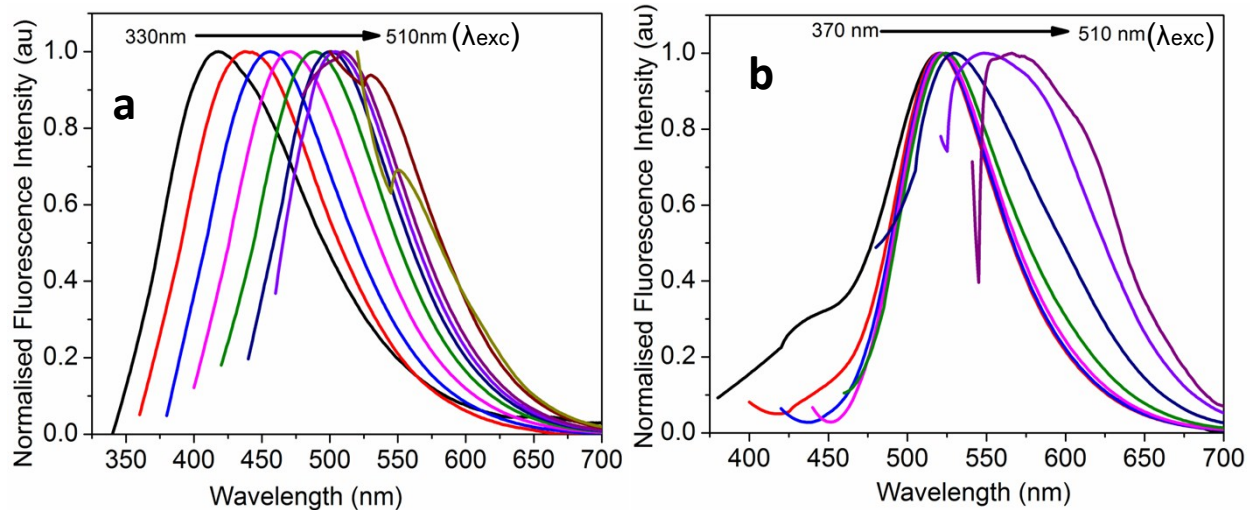 330nm 510nm (λexc)
a
Normalised Fluorescence Intensity (au)
1.0
0.8
0.6
0.4
0.2
0.0
350 400 450 500 550 600 650 700
Wavelength (nm)
370 nm 510 nm (λexc)
b
Normalised Fluorescence Intensity (au)
1.0
0.8
0.6
0.4
0.2
0.0
400 450 500 550 600 650 700
Wavelength (nm)